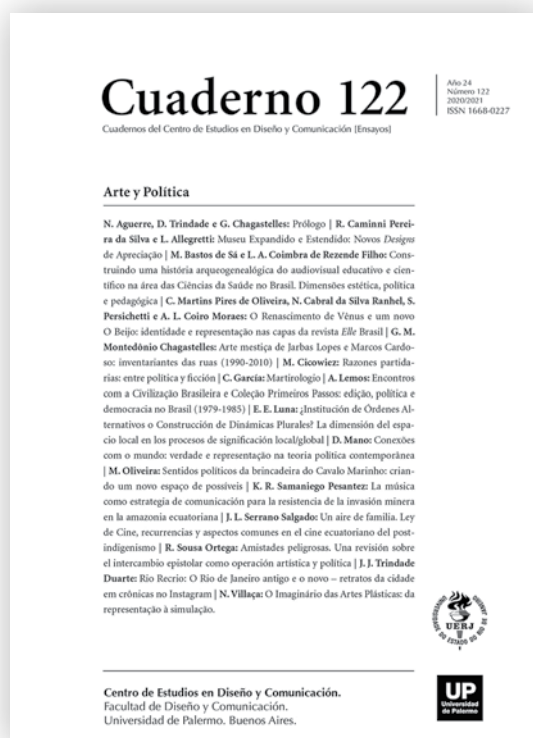 Cuaderno 122
Cuadernos del Centro de Estudios en Diseño y Comunicación [Ensayos]
Año 24
Número 122
2020/2021
ISSN 1668-0227
Arte y Política
N. Aguerre, D. Trindade e G. Chagastelles: Prólogo | R. Caminni Perei-
ra da Silva e L. Allegretti: Museu Expandido e Estendido: Novos Designs
de Apreciação | M. Bastos de Sá e L. A. Coimbra de Rezende Filho: Cons-
truindo uma história arqueogenealógica do audiovisual educativo e cien-
tífico na área das Ciências da Saúde no Brasil. Dimensões estética, política
e pedagógica | C. Martins Pires de Oliveira, N. Cabral da Silva Ranhel, S.
Persichetti e A. L. Coiro Moraes: O Renascimento de Vênus e um novo
O Beijo: identidade e representação nas capas da revista Elle Brasil | G. M.
Montedônio Chagastelles: Arte mestiça de Jarbas Lopes e Marcos Cardo-
so: inventariantes das ruas (1990-2010) | M. Cicowiez: Razones partida-
rias: entre política y ficción | C. García: Martirologio | A. Lemos: Encontros
com a Civilização Brasileira e Coleção Primeiros Passos: edição, política e
democracia no Brasil (1979-1985) | E. E. Luna: ¿Institución de Órdenes Al-
ternativos o Construcción de Dinámicas Plurales? La dimensión del espa-
cio local en los procesos de significación local/global | D. Mano: Conexões
com o mundo: verdade e representação na teoria política contemporânea
| M. Oliveira: Sentidos políticos da brincadeira do Cavalo Marinho: crian-
do um novo espaço de possíveis | K. R. Samaniego Pesantez: La música
como estrategia de comunicación para la resistencia de la invasión minera
en la amazonia ecuatoriana | J. L. Serrano Salgado: Un aire de familia. Ley
de Cine, recurrencias y aspectos comunes en el cine ecuatoriano del post-
indigenismo | R. Sousa Ortega: Amistades peligrosas. Una revisión sobre
el intercambio epistolar como operación artística y política | J. J. Trindade
Duarte: Rio Recrio: O Rio de Janeiro antigo e o novo – retratos da cidade
em crônicas no Instagram | N. Villaça: O Imaginário das Artes Plásticas: da
representação à simulação.
UNIVERSIDADE DO ESTADO DO RIO DE JANEIRO
UERJ
Centro de Estudios en Diseño y Comunicación.
Facultad de Diseño y Comunicación.
Universidad de Palermo. Buenos Aires.
UP
Universidad
de Palermo